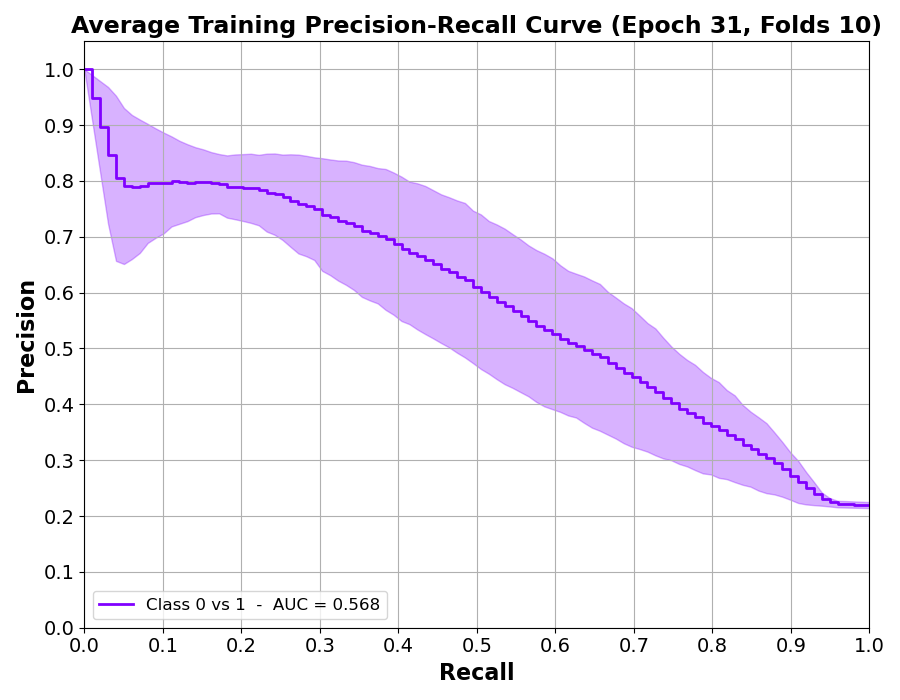 Average Training Precision-Recall Curve (Epoch 31, Folds 10)
1.0
0.9
0.8
0.7
0.6
0.5
0.4
0.3
0.2
0.1
0.0
Precision
Class 0 vs 1 - AUC = 0.568
0.0 0.1 0.2 0.3 0.4 0.5 0.6 0.7 0.8 0.9 1.0
Recall